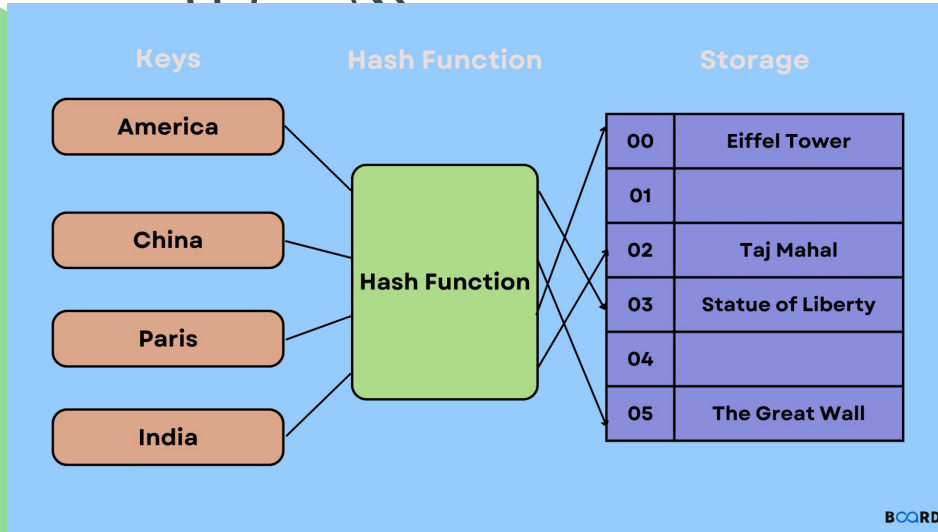 Keys Hash Function Storage
America
China
Paris
India
Hash Function
00 Eiffel Tower
01
02 Taj Mahal
03 Statue of Liberty
04
05 The Great Wall
BOARD